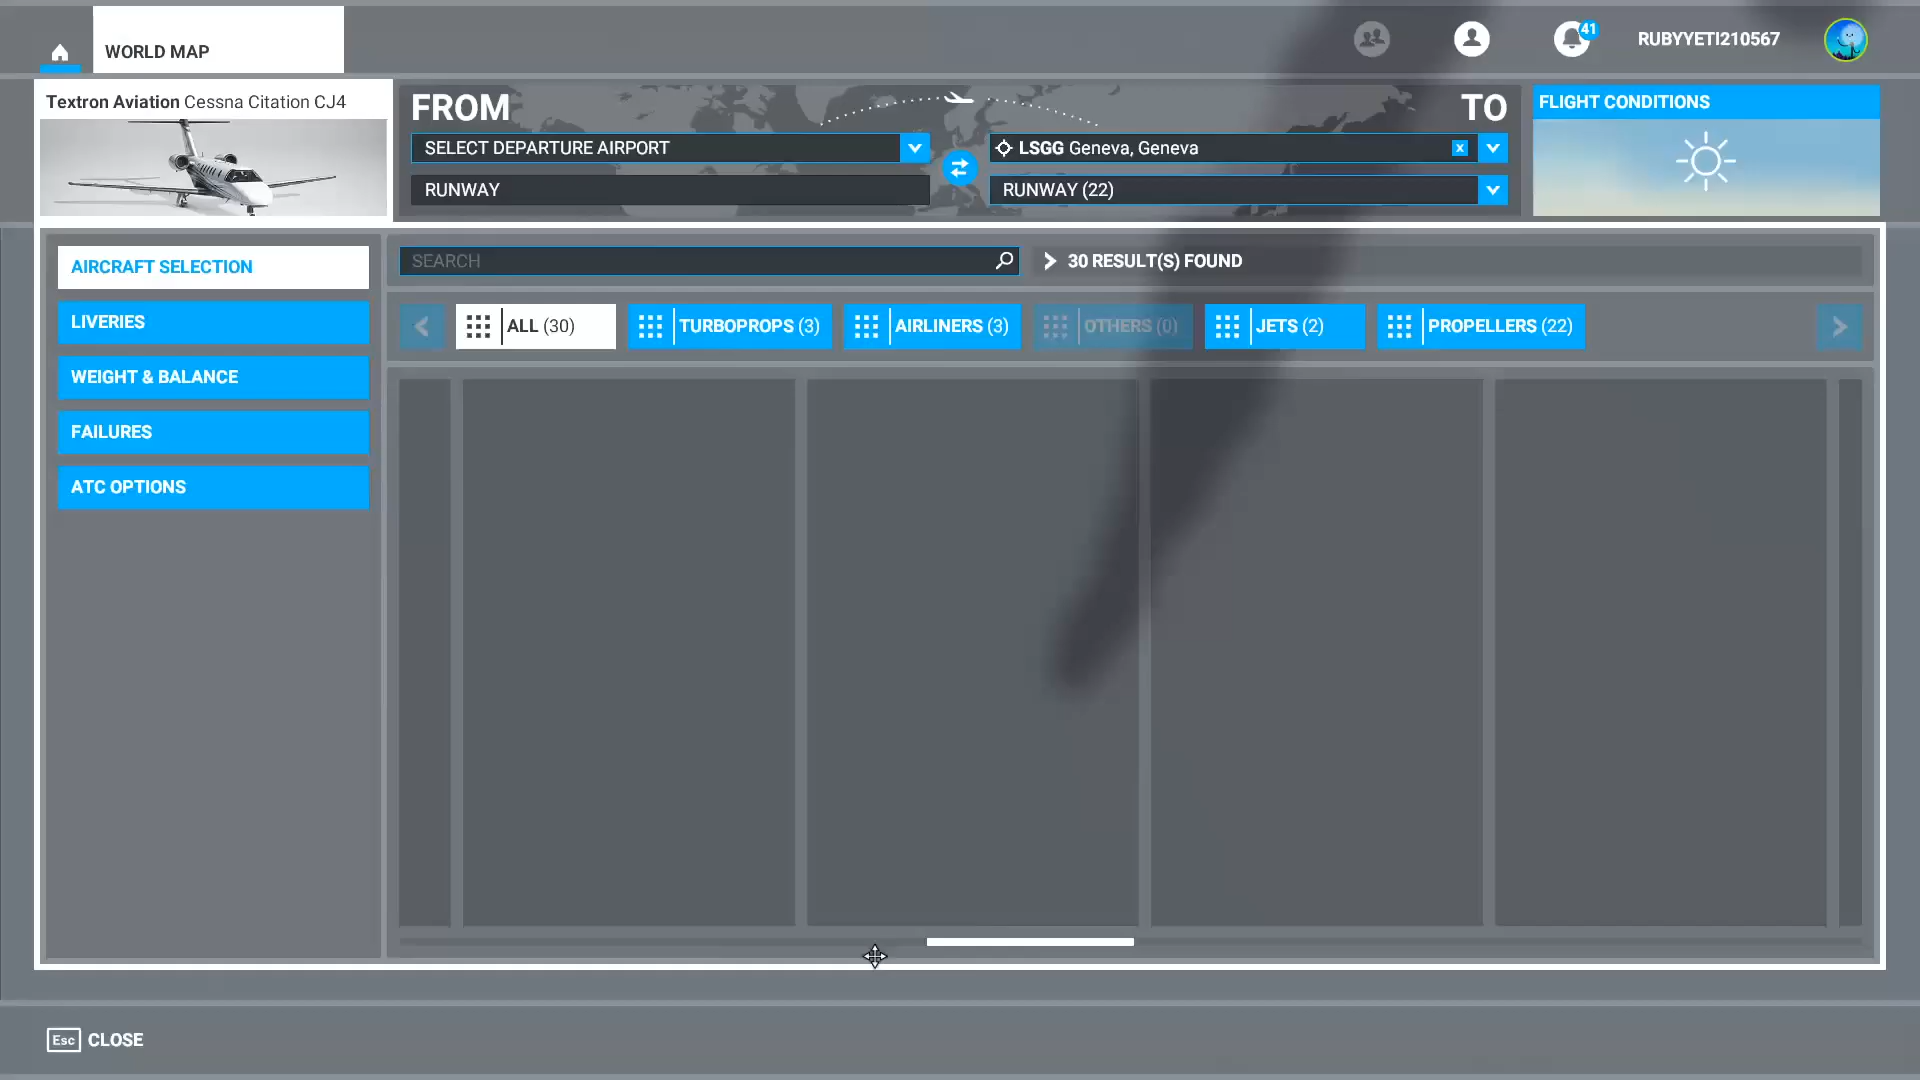 WORLD MAP
41
RUBYYETI210567
Textron Aviation Cessna Citation CJ4
FROM
TO
FLIGHT CONDITIONS
SELECT DEPARTURE AIRPORT
LSGG Geneva, Geneva
x
RUNWAY
RUNWAY (22)
AIRCRAFT SELECTION
LIVERIES
WEIGHT & BALANCE
FAILURES
ATC OPTIONS
SEARCH
30 RESULT(S) FOUND
ALL (30)
TURBOPROPS (3)
AIRLINERS (3)
OTHERS (0)
JETS (2)
PROPELLERS (22)
Esc CLOSE